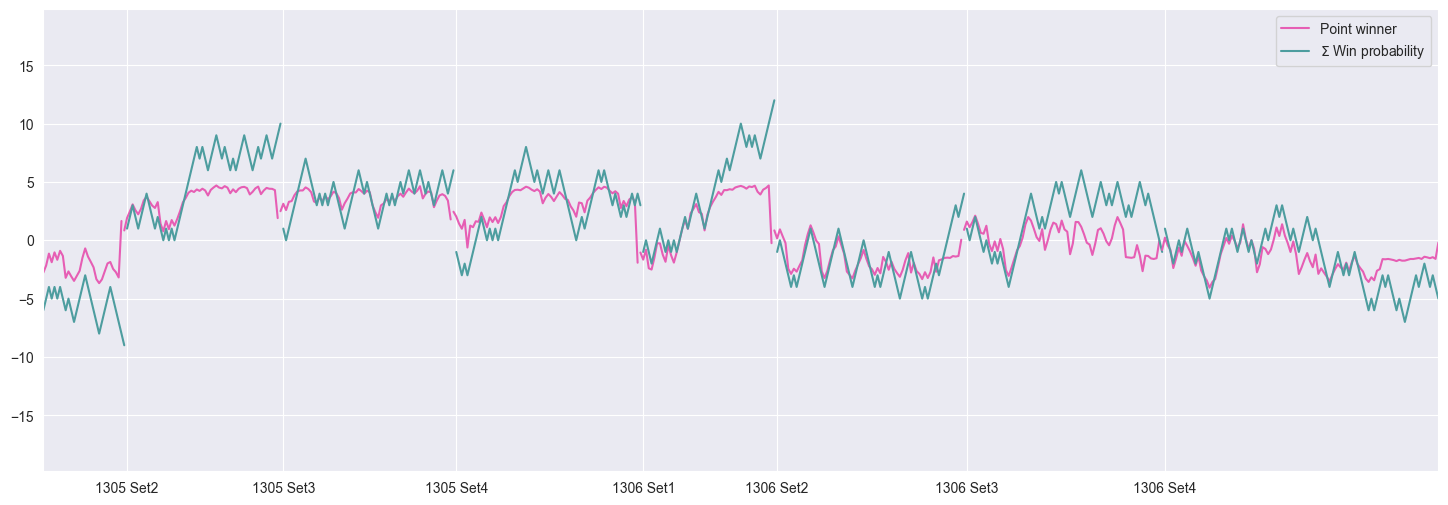 Point winner
Σ Win probability
15
10
5
0
−5
−10
−15
1305 Set2
1305 Set3
1305 Set4
1306 Set1
1306 Set2
1306 Set3
1306 Set4